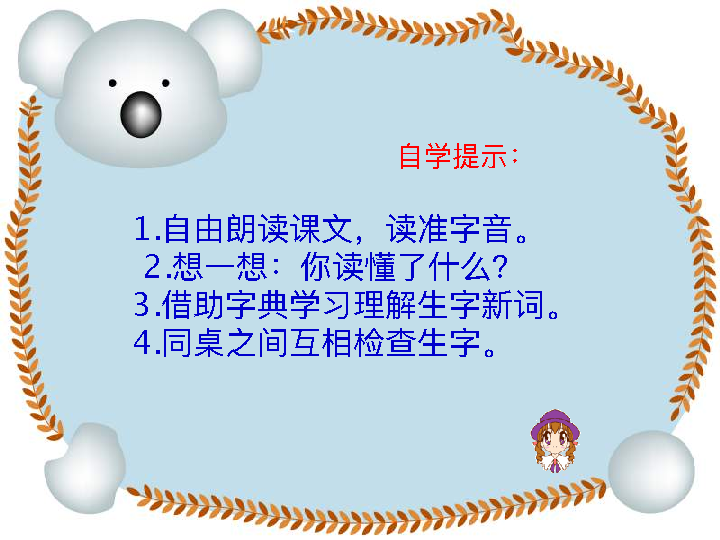 自学提示：
1.自由朗读课文，读准字音。
2.想一想：你读懂了什么？
3.借助字典学习理解生字新词。
4.同桌之间互相检查生字。